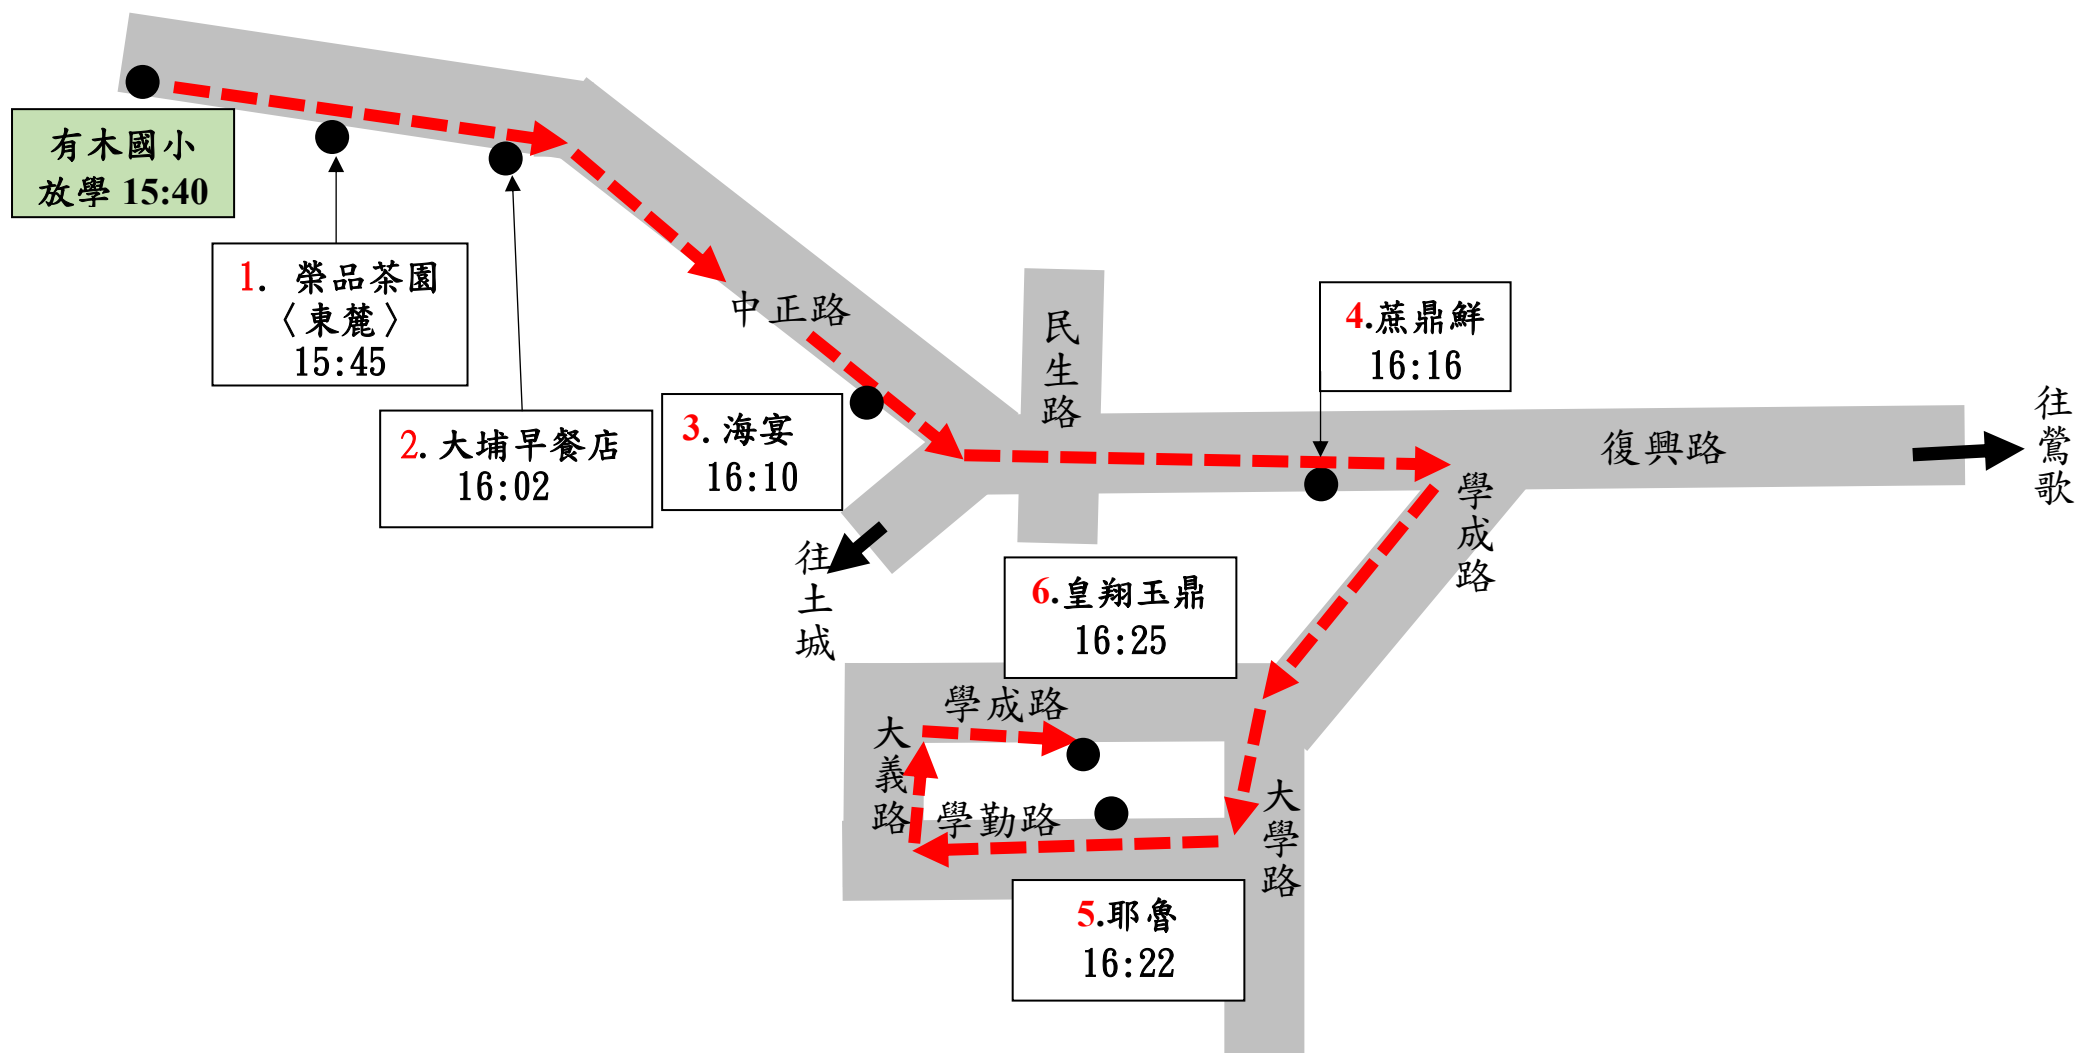 有木國小
放學 15:40
1. 榮品茶園
〈東麓〉
15:45
2.大埔早餐店
16:02
中正路
3.海宴
16:10
民生路
4.蔗鼎鮮
16:16
復興路
往鶯歌
往土城
學成路
6.皇翔玉鼎
16:25
學成路
大義路
學勤路
大學路
5.耶魯
16:22